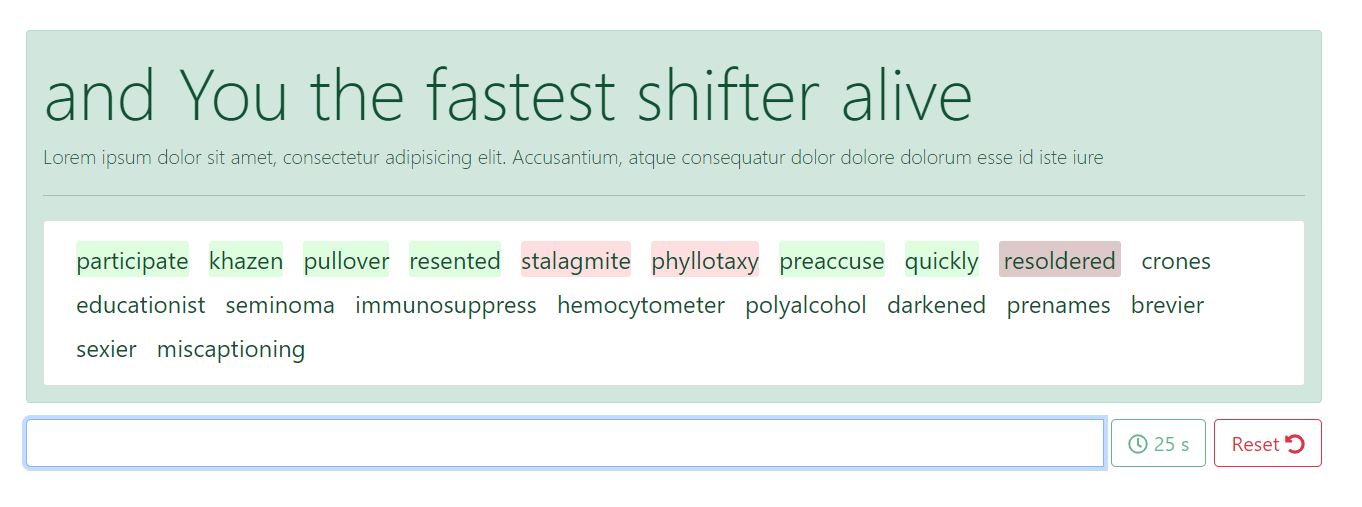 and You the fastest shifter alive
Lorem ipsum dolor sit amet, consectetur adipisicing elit. Accusantium, atque consequatur dolor dolore dolorum esse id iste iure
participate khazen pullover resented stalagmite phyllotaxy preaccuse quickly resoldered crones
educationist seminoma immunosuppress hemocytometer polyalcohol darkened prenames brevier
sexier miscaptioning
25 s Reset